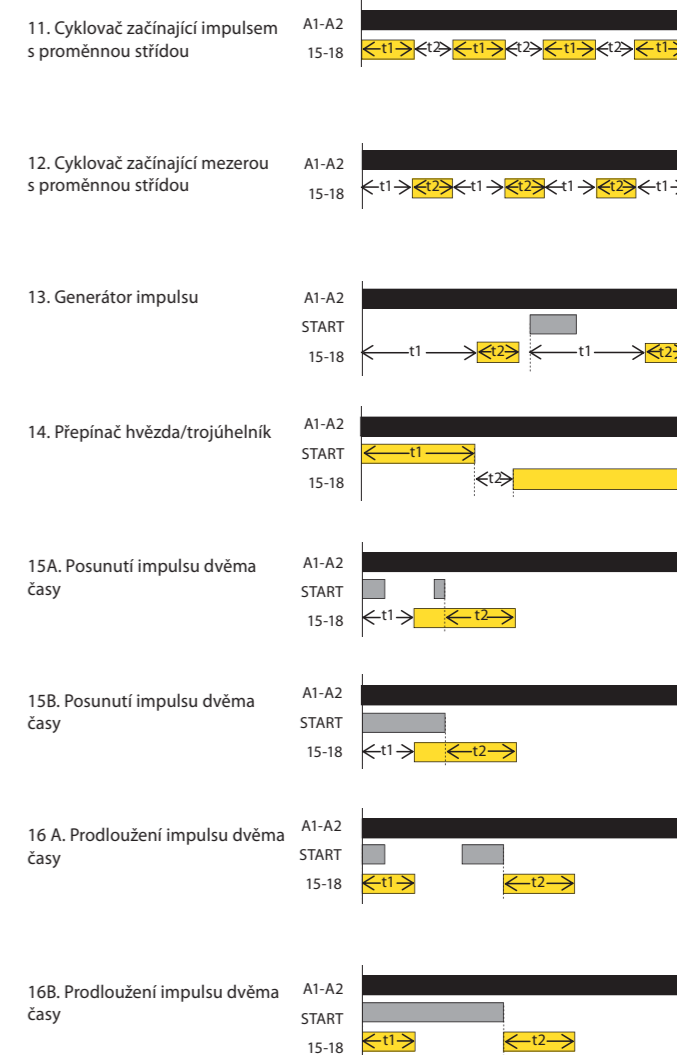 11. Cyklovač začínající impulsem
s proměnnou střídou
A1-A2
15-18
t1 t2 t1 t2 t1 t2 t1
12. Cyklovač začínající mezerou
s proměnnou střídou
A1-A2
15-18
t1 t2 t1 t2 t1 t2 t1
13. Generátor impulsu
A1-A2
START
15-18
t1 t2 t1 t2
14. Přepínač hvězda/trojúhelník
A1-A2
START
t1
15-18
t2
15A. Posunutí impulsu dvěma
časy
A1-A2
START
15-18
t1 t2
15B. Posunutí impulsu dvěma
časy
A1-A2
START
15-18
t1 t2
16 A. Prodloužení impulsu dvěma
časy
A1-A2
START
15-18
t1 t2
16B. Prodloužení impulsu dvěma
časy
A1-A2
START
15-18
t1 t2